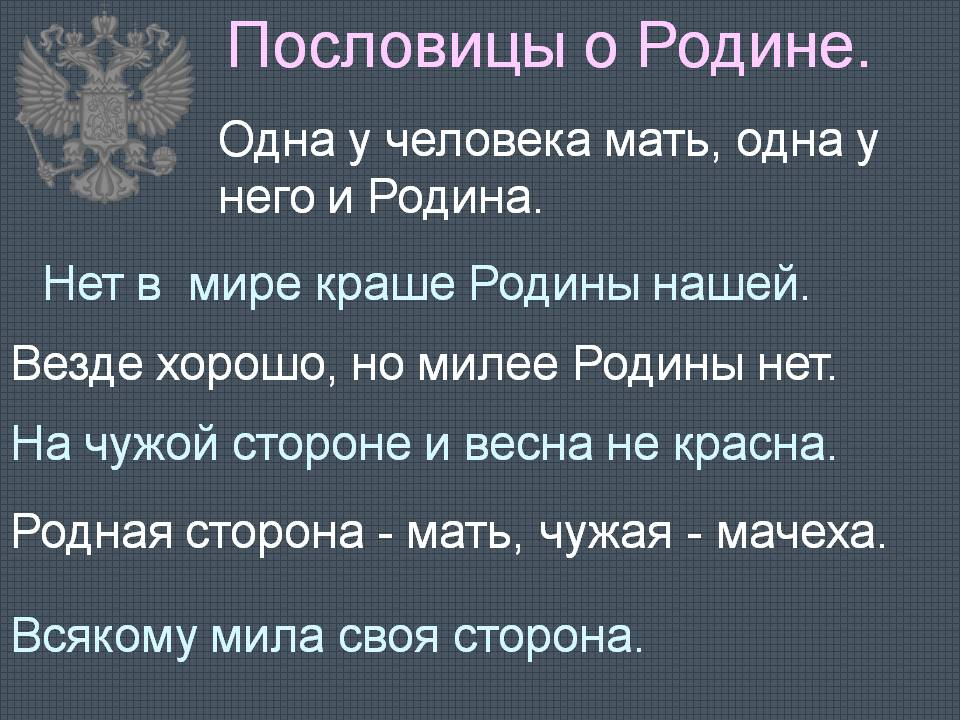 Пословицы о Родине.
Одна у человека мать, одна у
него и Родина.
Нет в  мире краше Родины нашей.
Везде хорошо, но милее Родины нет.
На чужой стороне и весна не красна.
Родная сторона - мать, чужая - мачеха.
Всякому мила своя сторона.